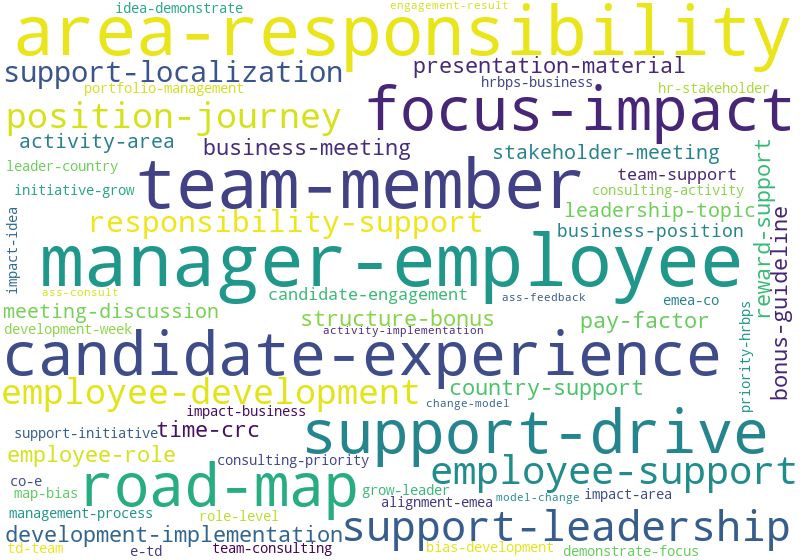 idea-demonstrate
engagement-result
area-responsibility
support-localization
presentation-material
portfolio-management
hrbps-business
hr-stakeholder
position-journey
focus-impact
activity-area
business-meeting
stakeholder-meeting
leader-country
team-member
team-support
initiative-grow
consulting-activity
reward-support
impact-idea
responsibility-support
leadership-topic
business-position
bonus-guideline
manager-employee
ass-consult
candidate-engagement
ass-feedback
emea-co
meeting-discussion
structure-bonus
pay-factor
priority-hrbps
development-week
activity-implementation
candidate-experience
employee-development
country-support
change-model
impact-business
support-initiative
time-crc
support-drive
employee-role
consulting-priority
employee-support
co-e
road-map
map-bias
grow-leader
alignment-emea
model-change
impact-area
management-process
role-level
development-implementation
support-leadership
td-team
e-td
team-consulting
bias-development
demonstrate-focus